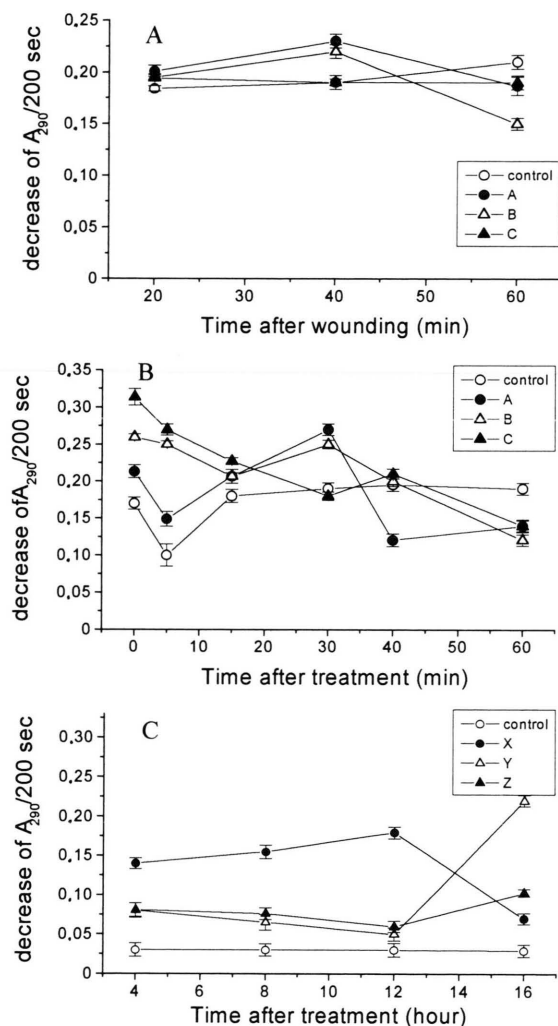 A
decrease of A290/200 sec
0,25
0,20
0,15
0,10
0,05
0
20
30
40
50
60
control
A
B
C
Time after wounding (min)
B
decrease ofA290/200 sec
0,35
0,30
0,25
0,20
0,15
0,10
0,05
0
0
10
20
30
40
50
60
control
A
B
C
Time after treatment (min)
C
decrease of A290/200 sec
0,30
0,25
0,20
0,15
0,10
0,05
0
4
6
8
10
12
14
16
control
X
Y
Z
Time after treatment (hour)